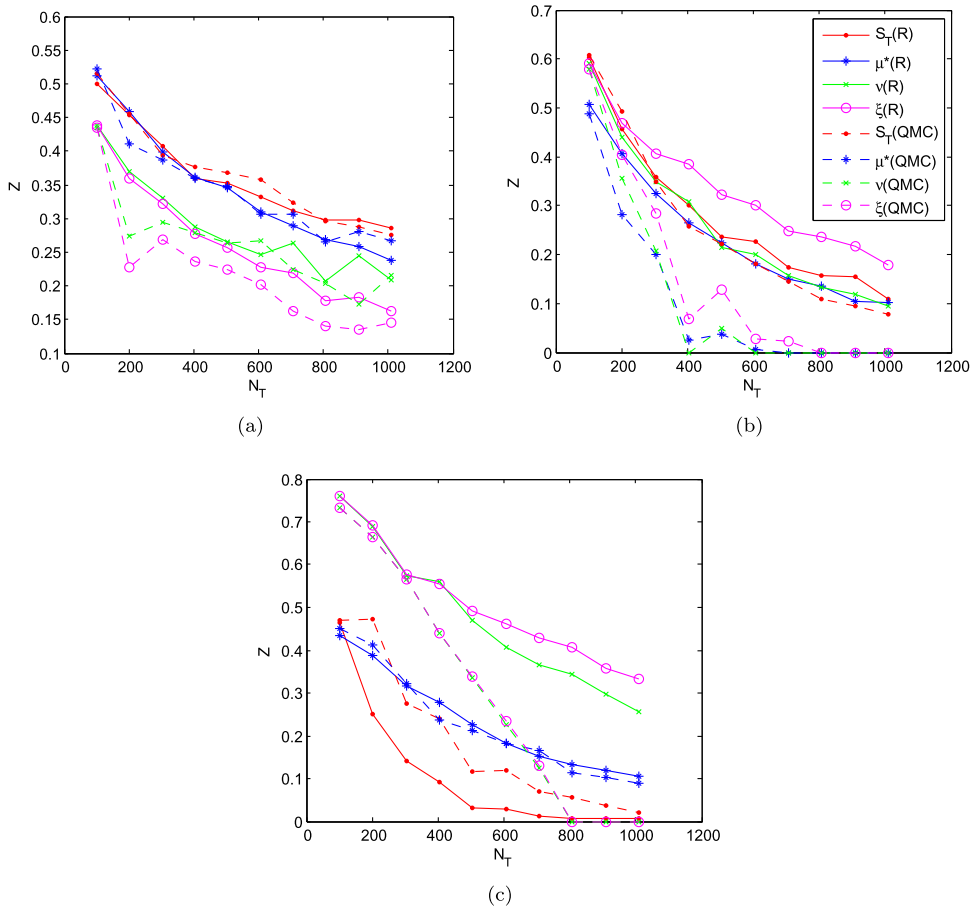 0.6
0.55
0.5
0.45
0.4
0.35
0.3
0.25
0.2
0.15
0.1
Z
0 200 400 600 800 1000 1200
N_T
(a)
0.7
0.6
0.5
0.4
0.3
0.2
0.1
0
Z
0 200 400 600 800 1000 1200
N_T
S_T(R)
μ*(R)
ν(R)
ξ(R)
S_T(QMC)
μ*(QMC)
ν(QMC)
ξ(QMC)
(b)
0.8
0.7
0.6
0.5
0.4
0.3
0.2
0.1
0
Z
0 200 400 600 800 1000 1200
N_T
(c)